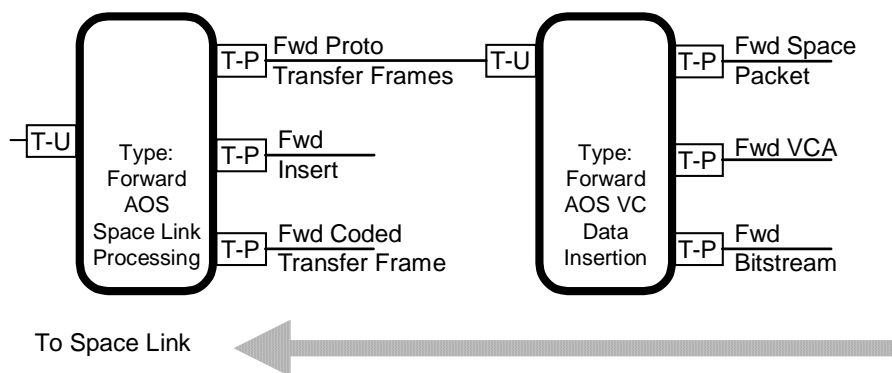 Fwd Proto
Transfer Frames
T-P
T-U
T-P
Fwd Space
Packet
T-U
Type:
Forward
AOS
Space Link
Processing
T-P
Fwd
Insert
T-P
Fwd Coded
Transfer Frame
Type:
Forward
AOS VC
Data
Insertion
T-P
Fwd VCA
T-P
Fwd
Bitstream
To Space Link